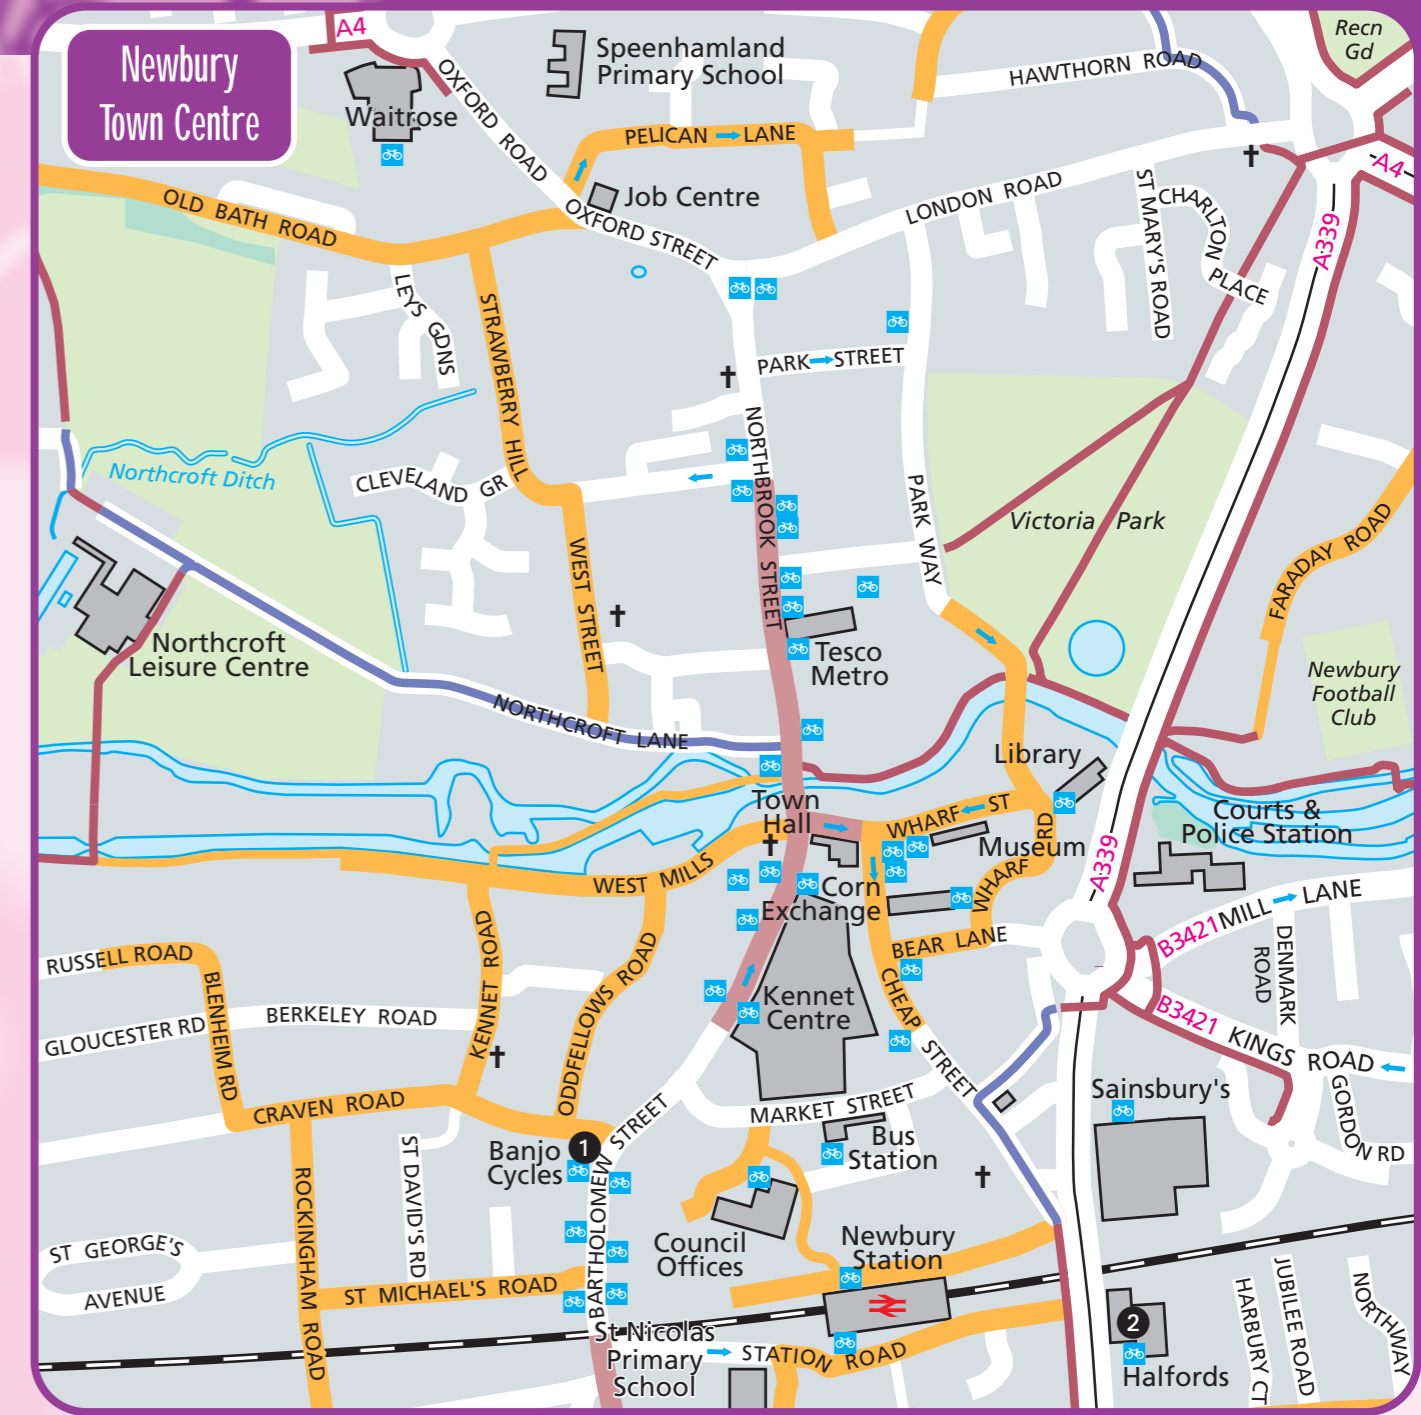 Newbury
Town Centre
A4
Waitrose
OXFORD ROAD
Speenhamland
Primary School
HAWTHORN ROAD
Recn
Gd
PELICAN LANE
Job Centre
OLD BATH ROAD
OXFORD STREET
LONDON ROAD
ST MARY'S ROAD
CHARLTON PLACE
A4
A339
LEYS GDNS
STRAWBERRY HILL
PARK STREET
NORTHBROOK STREET
Northcroft Ditch
CLEVELAND GR
PARK WAY
Victoria Park
FARADAY ROAD
WEST STREET
Northcroft
Leisure Centre
Tesco
Metro
Newbury
Football
Club
NORTHCROFT LANE
Library
Town
Hall
WHARF ST
Museum
WHARF RD
Courts &
Police Station
A339
WEST MILLS
Corn
Exchange
B3421
MILL LANE
RUSSELL ROAD
KENNET ROAD
ODDFELLOWS ROAD
BEAR LANE
DENMARK
ROAD
BLENHEIM RD
BERKELEY ROAD
GLOUCESTER RD
Kennet
Centre
CHEAP STREET
B3421
KINGS ROAD
CRAVEN ROAD
MARKET STREET
Sainsbury's
GORDON RD
Banjo
Cycles
1
BARTHOLOMEW STREET
Bus
Station
ST DAVID'S RD
ROCKINGHAM ROAD
ST GEORGE'S
AVENUE
Council
Offices
Newbury
Station
ST MICHAEL'S ROAD
St Nicolas
Primary
School
STATION ROAD
2
Halfords
HARBURY CT
JUBILEE ROAD
NORTHWAY